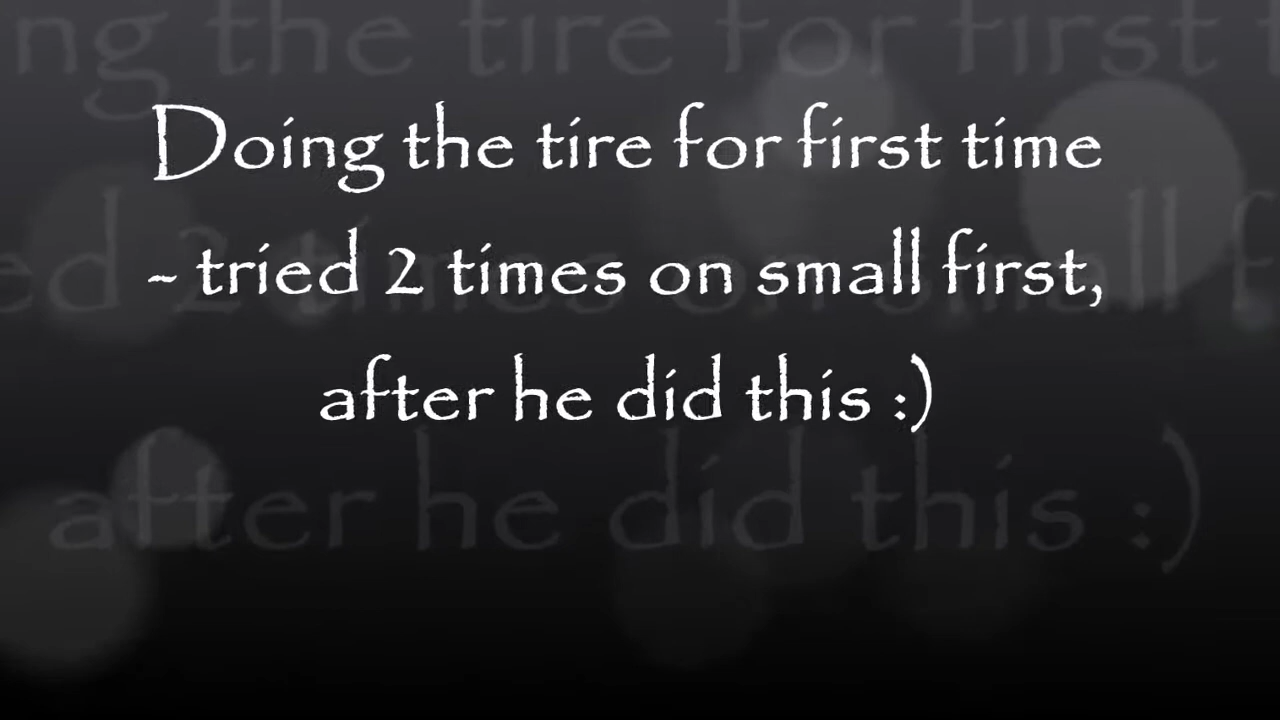 Doing the tire for first time
- tried 2 times on small first,
after he did this :)